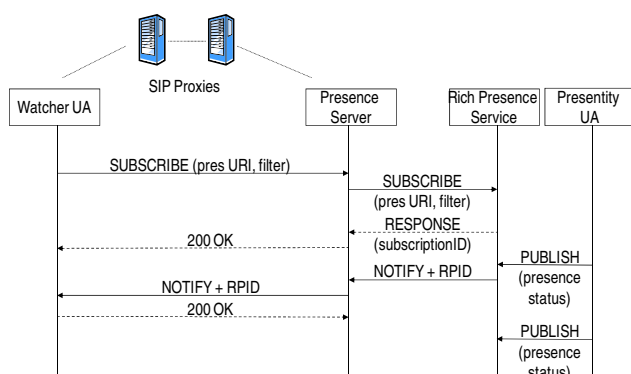 SIP Proxies
Watcher UA
Presence
Server
Rich Presence
Service
Presentity
UA
SUBSCRIBE (pres URI, filter)
SUBSCRIBE
(pres URI, filter)
RESPONSE
(subscriptionID)
200 OK
PUBLISH
(presence
status)
NOTIFY + RPID
NOTIFY + RPID
200 OK
PUBLISH
(presence
status)